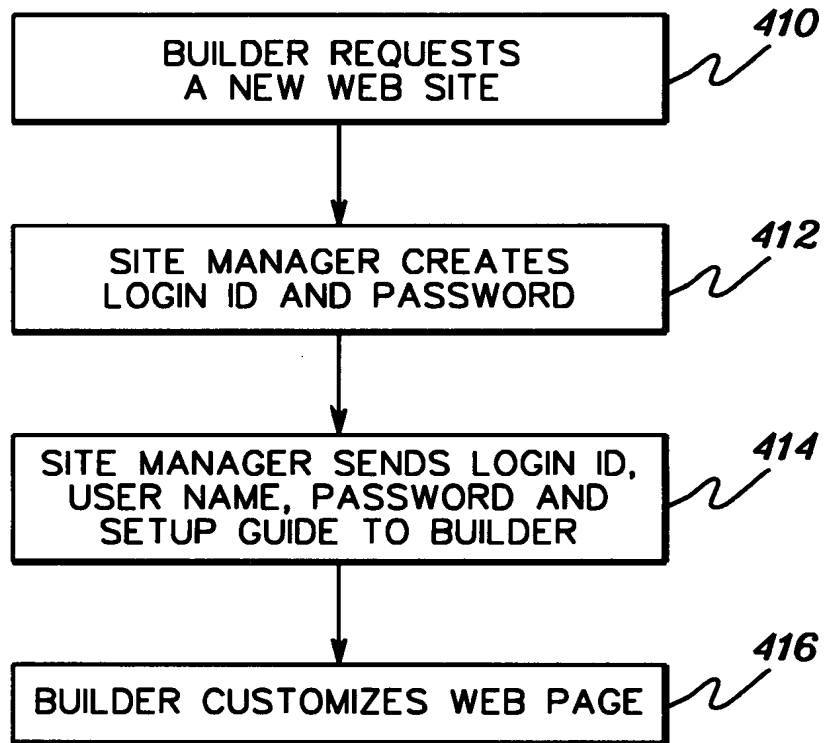 410
BUILDER REQUESTS
A NEW WEB SITE
412
SITE MANAGER CREATES
LOGIN ID AND PASSWORD
414
SITE MANAGER SENDS LOGIN ID,
USER NAME, PASSWORD AND
SETUP GUIDE TO BUILDER
416
BUILDER CUSTOMIZES WEB PAGE